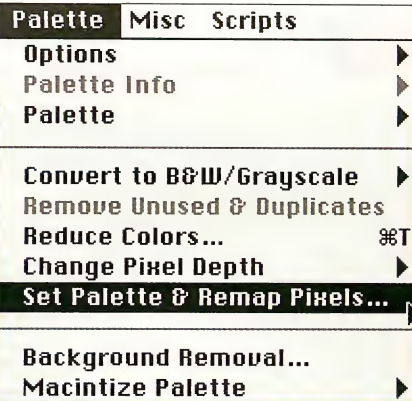 Palette Misc Scripts
Options
Palette Info
Palette
Convert to B&W/Grayscale
Remove Unused & Duplicates
Reduce Colors... ⌘T
Change Pixel Depth
Set Palette & Remap Pixels...
Background Removal...
Macintize Palette